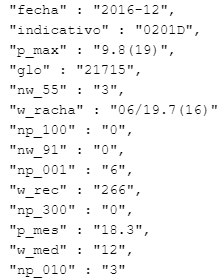 "fecha" : "2016-12",
"indicativo" : "0201D",
"p_max" : "9.8(19)",
"glo" : "21715",
"nw_55" : "3",
"w_racha" : "06/19.7(16)"
"np_100" : "0",
"nw_91" : "0",
"np_001" : "6",
"w_rec" : "266",
"np_300" : "0",
"p_mes" : "18.3",
"w_med" : "12",
"np_010" : "3"